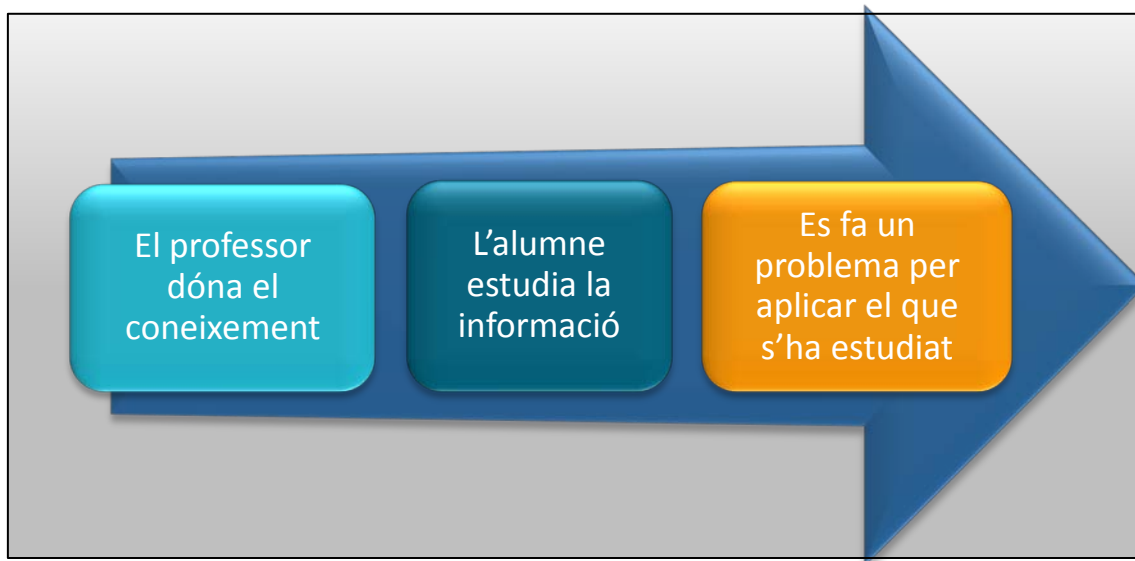 El professor
dóna el
coneixement
L’alumne
estudia la
informació
Es fa un
problema per
aplicar el que
s’ha estudiat